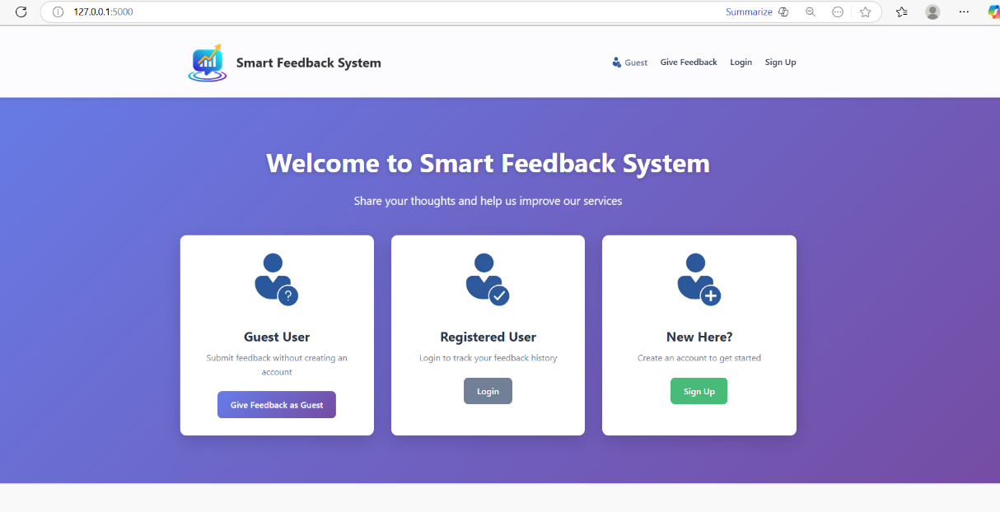 127.0.0.1:5000
Summarize
Smart Feedback System
Guest
Give Feedback
Login
Sign Up
Welcome to Smart Feedback System
Share your thoughts and help us improve our services
?
Guest User
Submit feedback without creating an
account
Give Feedback as Guest
Registered User
Login to track your feedback history
Login
New Here?
Create an account to get started
Sign Up